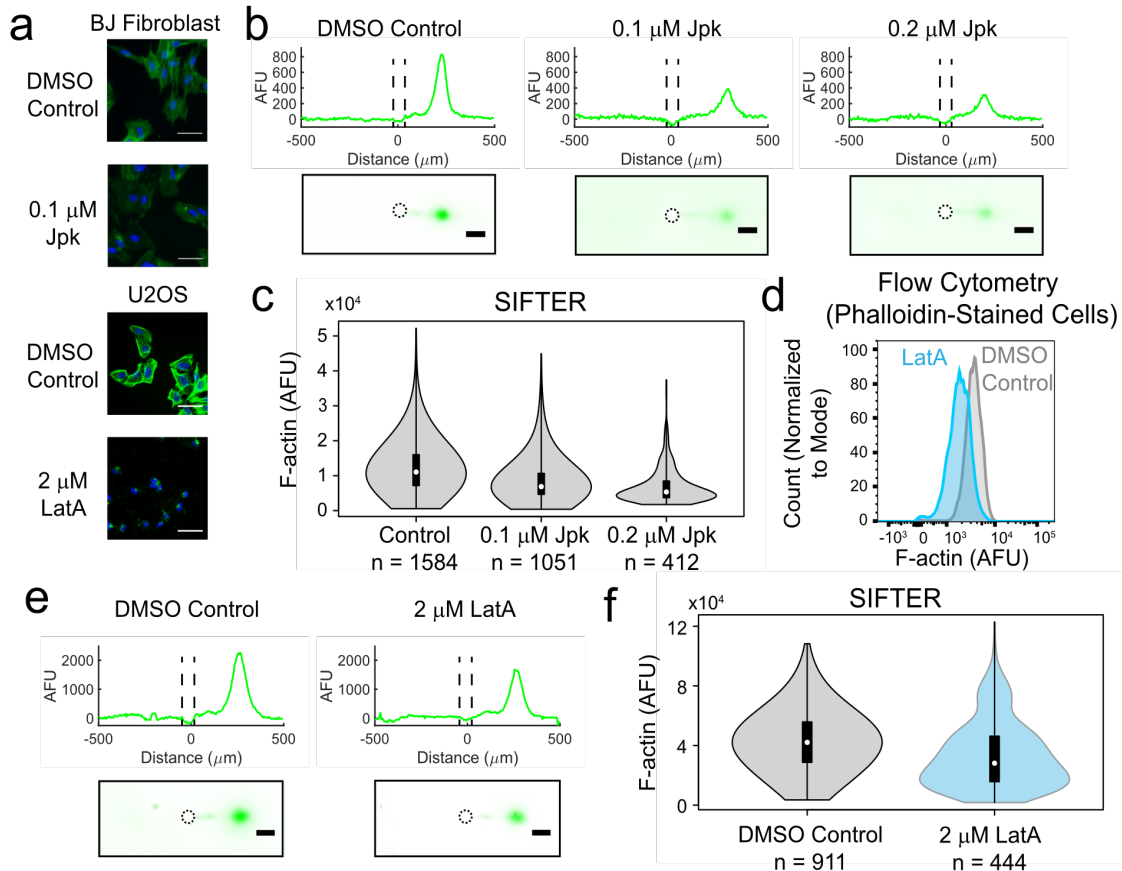 a
BJ Fibroblast
DMSO
Control
0.1 μM
Jpk
U2OS
DMSO
Control
2 μM
LatA
b
DMSO Control
0.1 μM Jpk
0.2 μM Jpk
AFU
800
600
400
200
0
-500
0
500
Distance (μm)
AFU
800
600
400
200
0
-500
0
500
Distance (μm)
AFU
800
600
400
200
0
-500
0
500
Distance (μm)
c
SIFTER
x10⁴
F-actin (AFU)
5
4
3
2
1
0
Control
n = 1584
0.1 μM Jpk
n = 1051
0.2 μM Jpk
n = 412
d
Flow Cytometry
(Phalloidin-Stained Cells)
LatA
DMSO
Control
Count (Normalized
to Mode)
100
80
60
40
20
0
-10³
0
10³
10⁴
10⁵
F-actin (AFU)
e
DMSO Control
2 μM LatA
AFU
2000
1000
0
-500
0
500
Distance (μm)
AFU
2000
1000
0
-500
0
500
Distance (μm)
f
SIFTER
x10⁴
F-actin (AFU)
12
8
4
0
DMSO Control
n = 911
2 μM LatA
n = 444